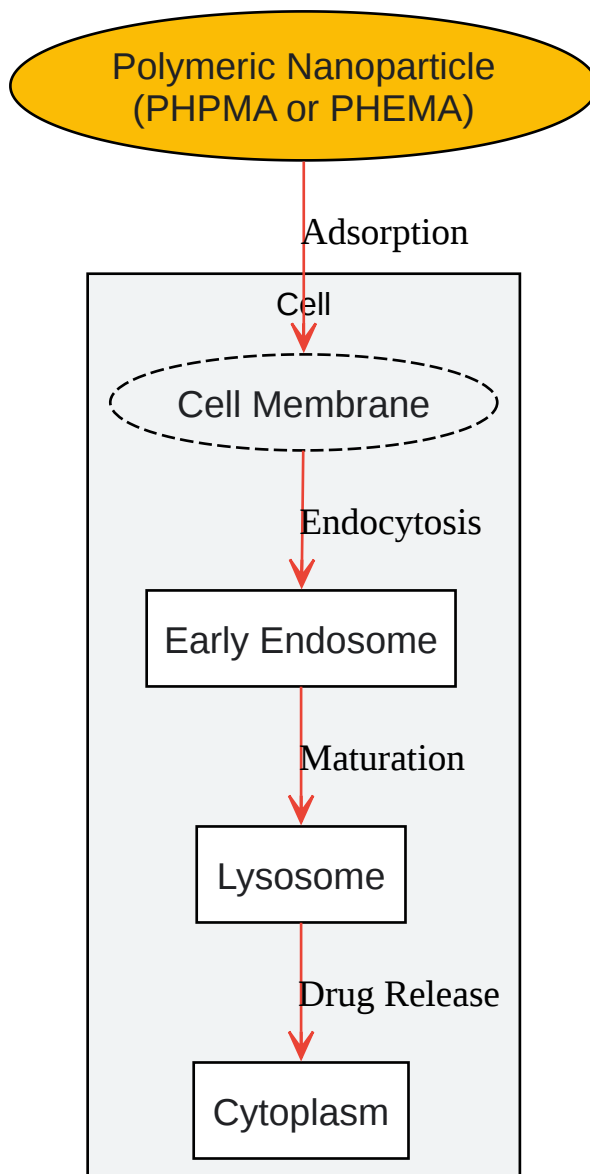 Polymeric Nanoparticle
(PHPMA or PHEMA)
Adsorption
Cell
Cell Membrane
Endocytosis
Early Endosome
Maturation
Lysosome
Drug Release
Cytoplasm